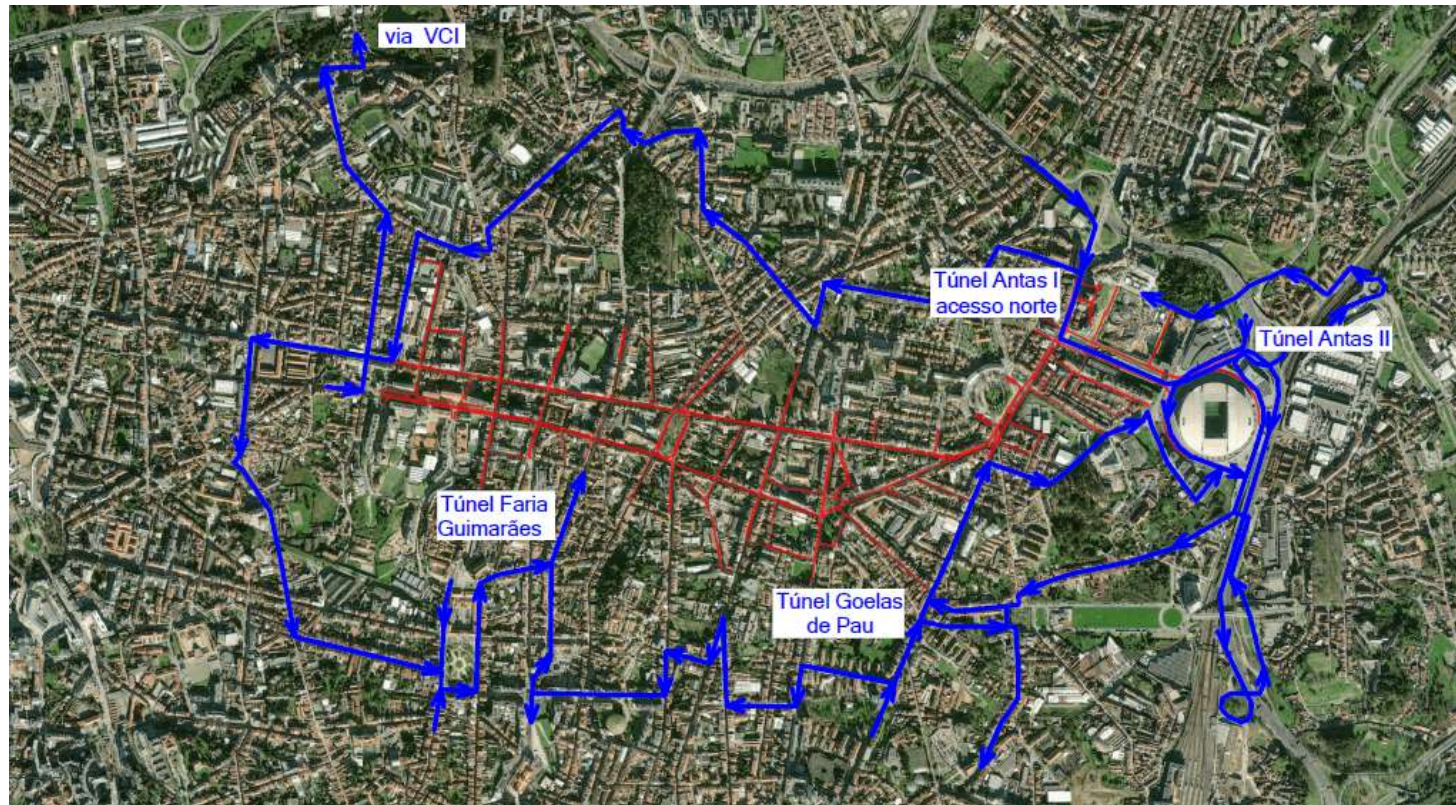 via VCI
Túnel Antas I
acesso norte
Túnel Antas II
Túnel Faria
Guimarães
Túnel Goelas
de Pau